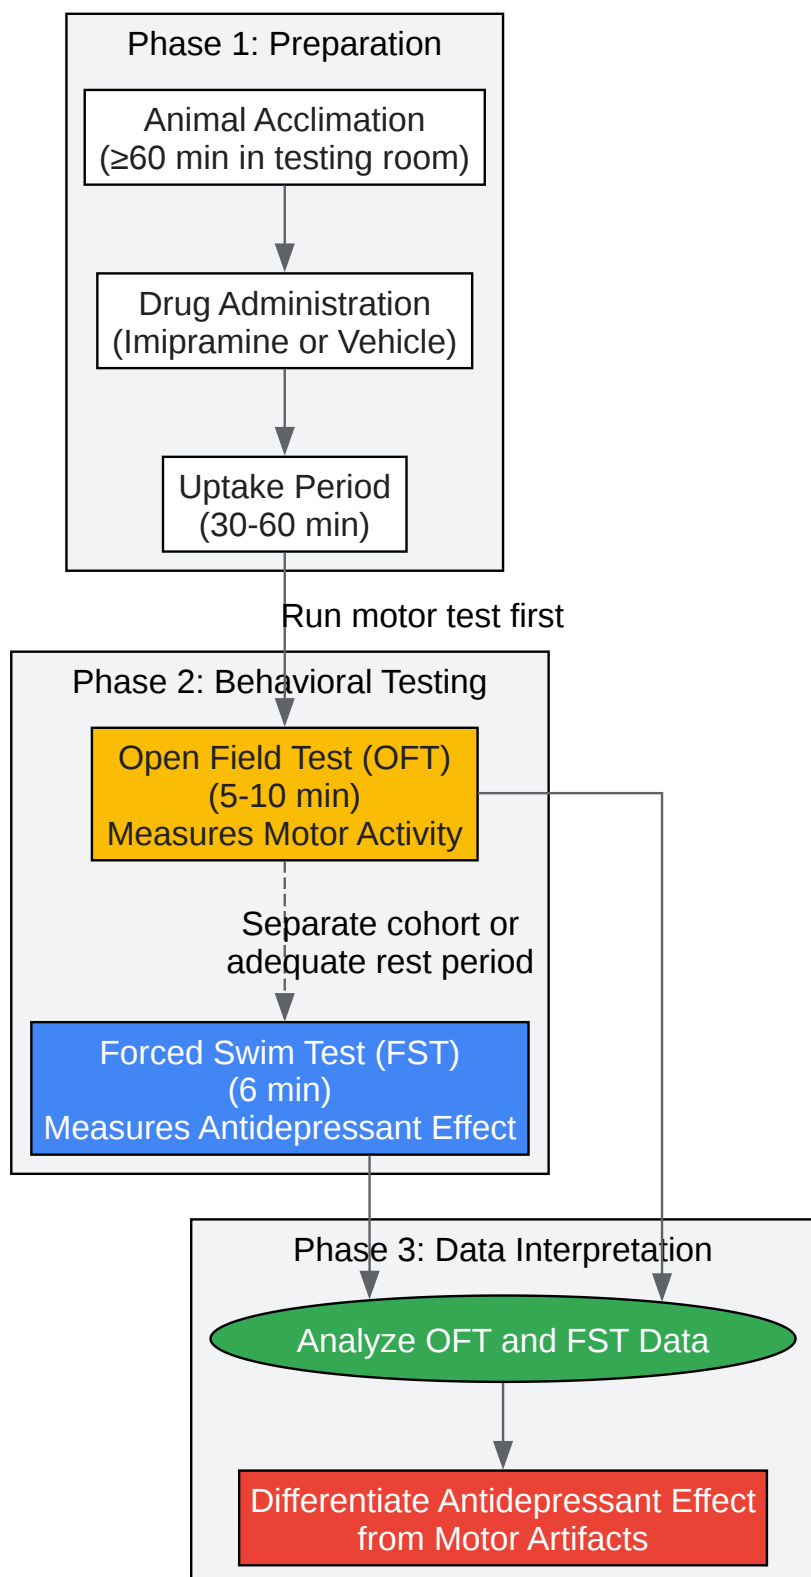 Phase 1: Preparation
Animal Acclimation
(≥60 min in testing room)
Drug Administration
(Imipramine or Vehicle)
Uptake Period
(30-60 min)
Run motor test first
Phase 2: Behavioral Testing
Open Field Test (OFT)
(5-10 min)
Measures Motor Activity
Separate cohort or
adequate rest period
Forced Swim Test (FST)
(6 min)
Measures Antidepressant Effect
Phase 3: Data Interpretation
Analyze OFT and FST Data
Differentiate Antidepressant Effect
from Motor Artifacts